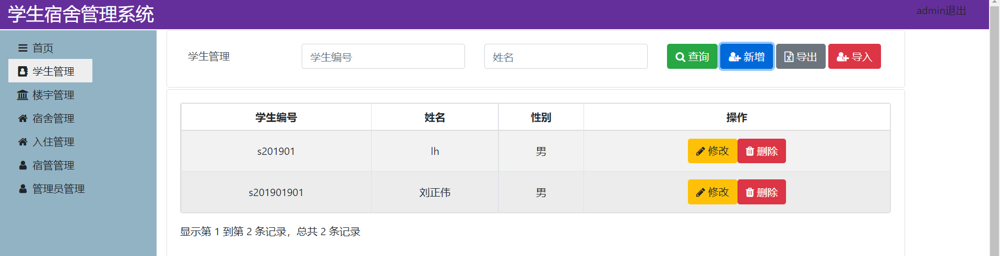 学生宿舍管理系统
admin退出
首页
学生管理
楼宇管理
宿舍管理
入住管理
宿管管理
管理员管理
学生管理 学生编号 姓名 查询 新增 导出 导入
学生编号 姓名 性别 操作
s201901 lh 男 修改 删除
s201901901 刘正伟 男 修改 删除
显示第 1 到第 2 条记录，总共 2 条记录